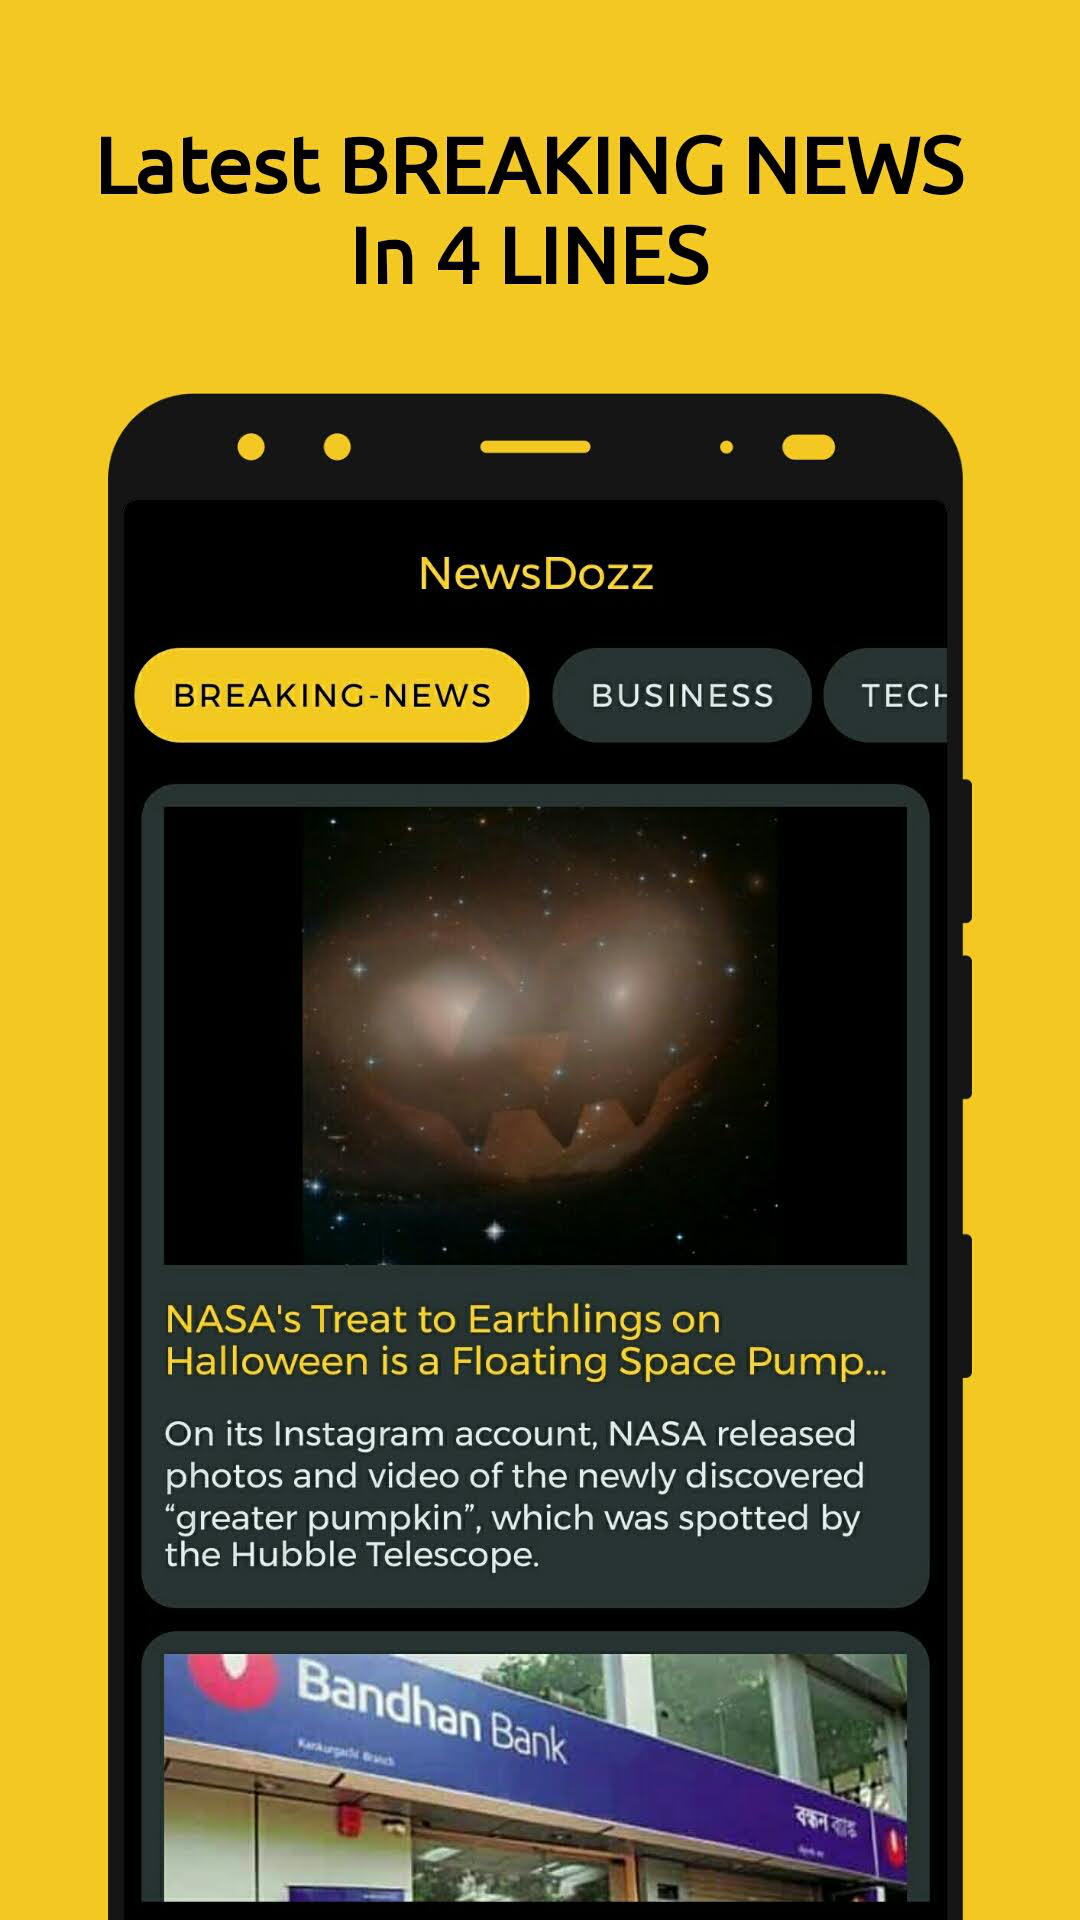 Latest BREAKING NEWS
In 4 LINES
NewsDozz
BREAKING-NEWS
BUSINESS
TECH
NASA's Treat to Earthlings on
Halloween is a Floating Space Pump...
On its Instagram account, NASA released
photos and video of the newly discovered
“greater pumpkin”, which was spotted by
the Hubble Telescope.
Bandhan Bank
Kankurgachi Branch
বন্ধন ব্যাঙ্ক